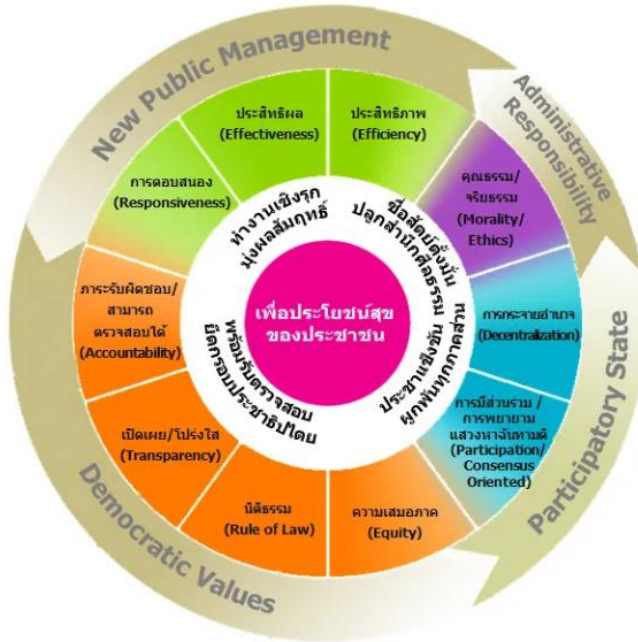 New Public Management
Administrative
Responsibility
Participatory State
Democratic Values
ประสิทธิผล
(Effectiveness)
ประสิทธิภาพ
(Efficiency)
คุณธรรม/
จริยธรรม
(Morality/
Ethics)
การกระจายอำนาจ
(Decentralization)
การมีส่วนร่วม /
การพยายาม
แสวงหาฉันทามติ
(Participation/
Consensus
Oriented)
ความเสมอภาค
(Equity)
นิติธรรม
(Rule of Law)
เปิดเผย/โปร่งใส
(Transparency)
ภาระรับผิดชอบ/
สามารถ
ตรวจสอบได้
(Accountability)
การตอบสนอง
(Responsiveness)
ทำงานเชิงรุก
มุ่งผลสัมฤทธิ์
ซื่อสัตย์ตั้งมั่น
ปลูกสำนึกศีลธรรม
ประชาแข็งขัน
ผูกพันทุกภาคส่วน
พร้อมรับตรวจสอบ
ยึดกรอบประชาธิปไตย
เพื่อประโยชน์สุข
ของประชาชน